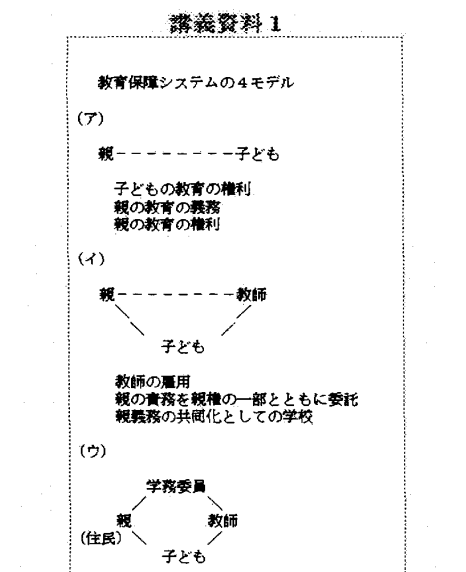 講義資料1
教育保障システムの4モデル
(ア)
親--------子ども
子どもの教育の権利
親の教育の義務
親の教育の権利
(イ)
親--------教師
子ども
教師の雇用
親の責務を親権の一部とともに委託
親義務の共同化としての学校
(ウ)
学務委員
親 教師
(住民)
子ども